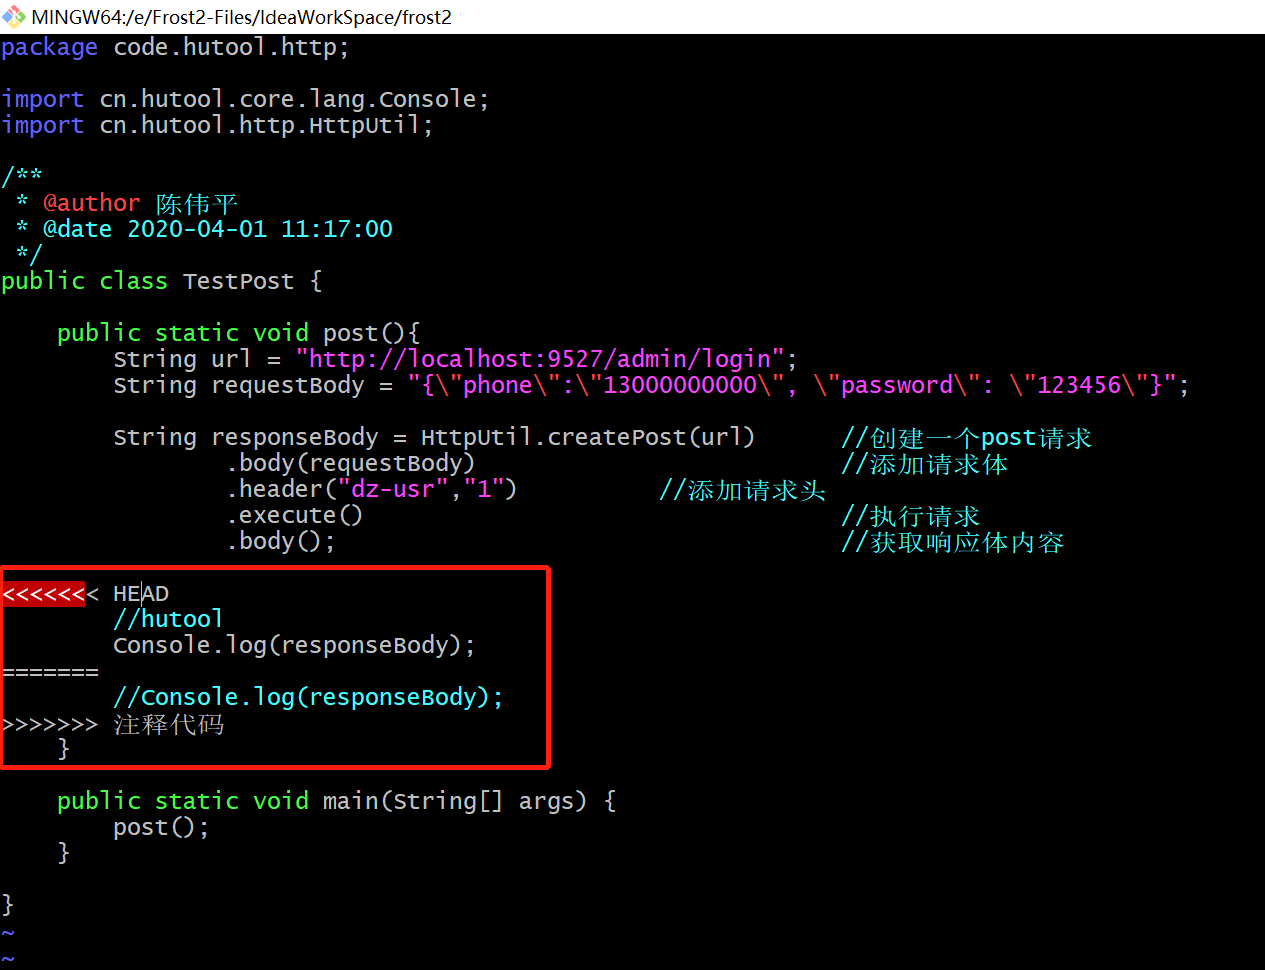 MINGW64:/e/Frost2-Files/IdeaWorkSpace/frost2
package code.hutool.http;
import cn.hutool.core.lang.Console;
import cn.hutool.http.HttpUtil;
/**
 * @author 陈伟平
 * @date 2020-04-01 11:17:00
 */
public class TestPost {
    public static void post(){
        String url = "http://localhost:9527/admin/login";
        String requestBody = "{\"phone\":\"13000000000\", \"password\": \"123456\"}";
        String responseBody = HttpUtil.createPost(url)      //创建一个post请求
                .body(requestBody)                          //添加请求体
                .header("dz-usr","1")          //添加请求头
                .execute()                                  //执行请求
                .body();                                    //获取响应体内容
<<<<<<< HEAD
        //hutool
        Console.log(responseBody);
=======
        //Console.log(responseBody);
>>>>>>> 注释代码
    }
    public static void main(String[] args) {
        post();
    }
}
~
~